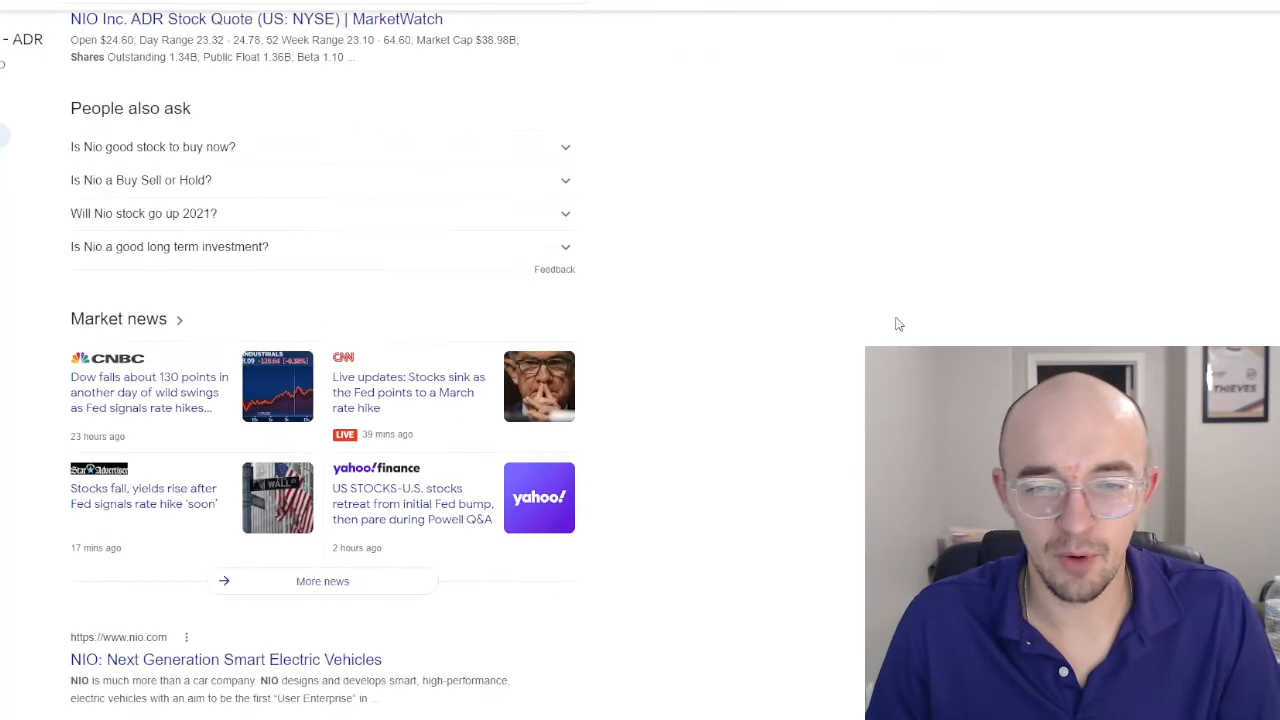 - ADR
NIO Inc. ADR Stock Quote (US: NYSE) | MarketWatch
Open $24.60; Day Range 23.32 - 24.78, 52 Week Range 23.10 - 64.60; Market Cap $38.98B;
Shares Outstanding 1.34B; Public Float 1.36B; Beta 1.10 ...
People also ask
Is Nio good stock to buy now?
Is Nio a Buy Sell or Hold?
Will Nio stock go up 2021?
Is Nio a good long term investment?
Feedback
Market news
CNBC
Dow falls about 130 points in
another day of wild swings
as Fed signals rate hikes...
23 hours ago
INDUSTRIALS
-129.64 [-0.38%]
CNN
Live updates: Stocks sink as
the Fed points to a March
rate hike
LIVE 39 mins ago
Star Advertiser
Stocks fall, yields rise after
Fed signals rate hike 'soon'
17 mins ago
WALL
yahoo!finance
US STOCKS-U.S. stocks
retreat from initial Fed bump,
then pare during Powell Q&A
2 hours ago
yahoo!
More news
https://www.nio.com
NIO: Next Generation Smart Electric Vehicles
NIO is much more than a car company. NIO designs and develops smart, high-performance,
electric vehicles with an aim to be the first "User Enterprise" in ...
THIEVES